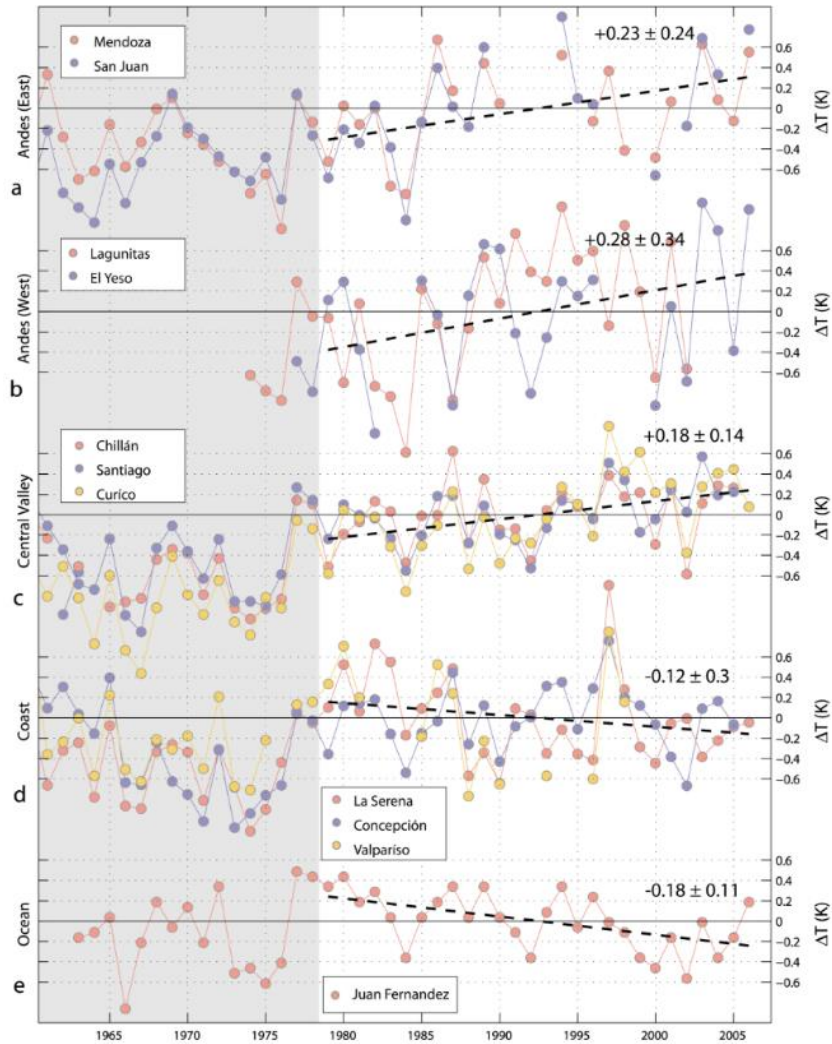 Mendoza
San Juan
+0.23 ± 0.24
0.6
0.4
0.2
0
-0.2
-0.4
-0.6
ΔT (K)
Andes (East)
a
Lagunitas
El Yeso
+0.28 ± 0.34
0.6
0.4
0.2
0
-0.2
-0.4
-0.6
ΔT (K)
Andes (West)
b
Chillán
Santiago
Curíco
+0.18 ± 0.14
0.6
0.4
0.2
0
-0.2
-0.4
-0.6
ΔT (K)
Central Valley
c
-0.12 ± 0.3
0.6
0.4
0.2
0
-0.2
-0.4
-0.6
ΔT (K)
Coast
d
La Serena
Concepción
Valparíso
-0.18 ± 0.11
0.6
0.4
0.2
0
-0.2
-0.4
-0.6
ΔT (K)
Ocean
e
Juan Fernandez
1965 1970 1975 1980 1985 1990 1995 2000 2005